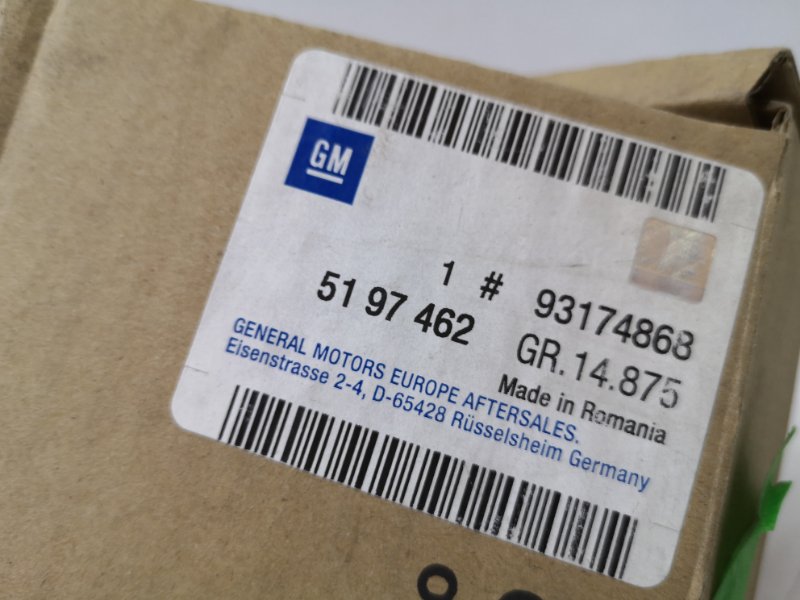 GM
1 # 93174868
51 97 462
GR.14.875
Made in Romania
GENERAL MOTORS EUROPE AFTERSALES.
Eisenstrasse 2-4, D-65428 Rüsselsheim Germany